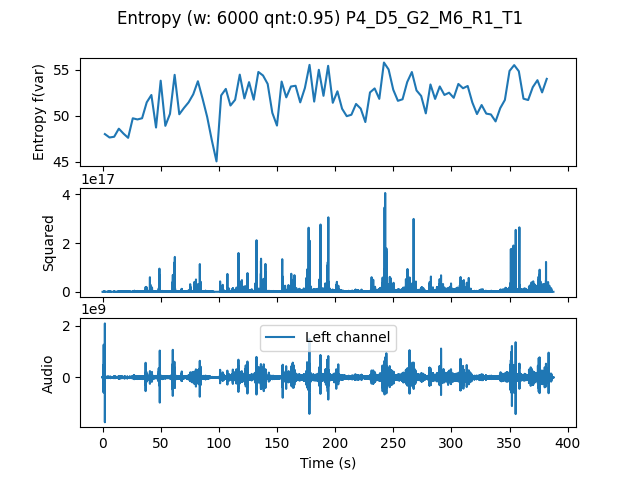 Entropy (w: 6000 qnt:0.95) P4_D5_G2_M6_R1_T1
Entropy f(var)
55
50
45
1e17
Squared
4
2
0
1e9
Audio
2
0
Left channel
0 50 100 150 200 250 300 350 400
Time (s)